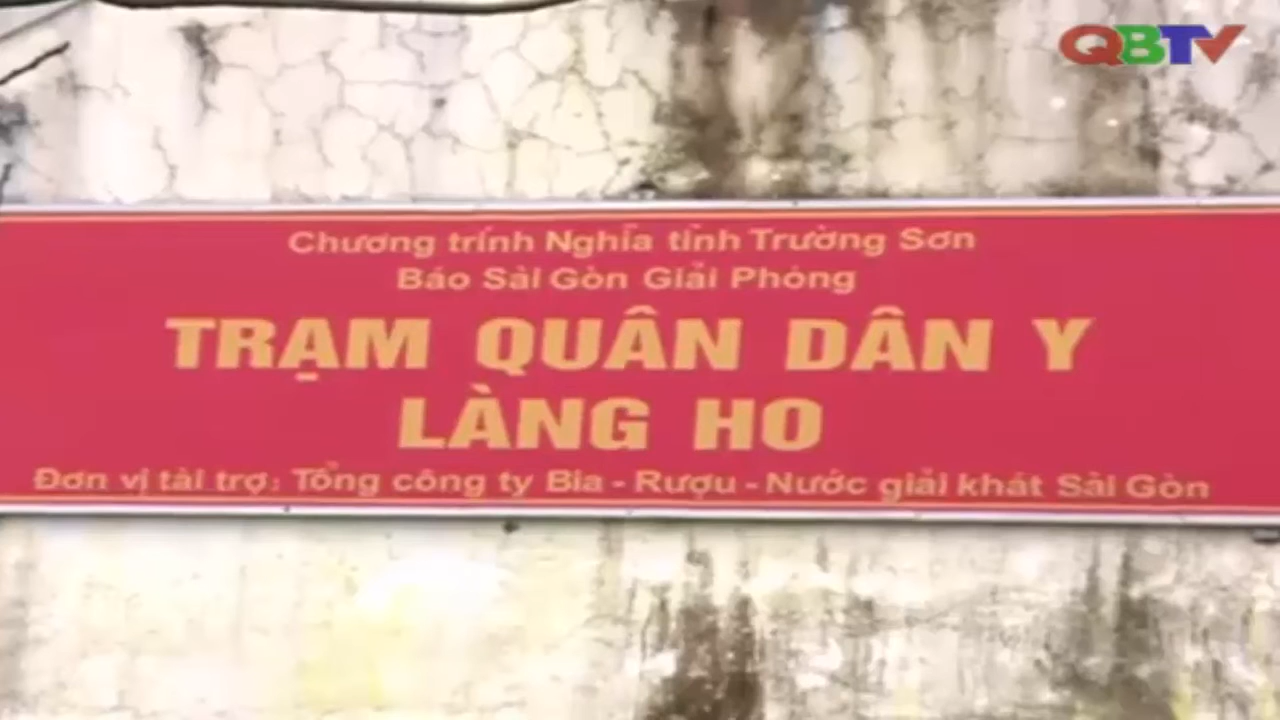 QBTV
Chương trình Nghĩa tình Trường Sơn
Báo Sài Gòn Giải Phóng
TRẠM QUÂN DÂN Y
LÀNG HO
Đơn vị tài trợ: Tổng công ty Bia - Rượu - Nước giải khát Sài Gòn